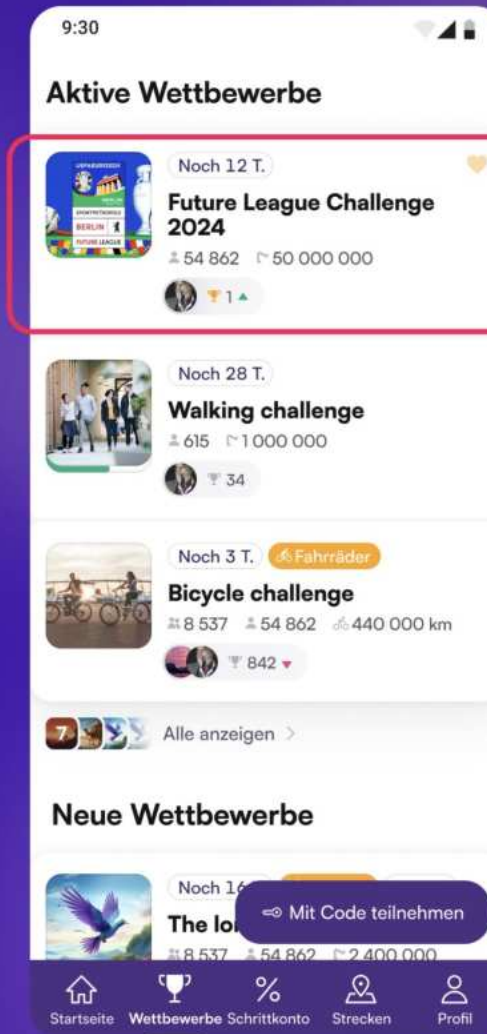 9:30
Aktive Wettbewerbe
Noch 12 T.
Future League Challenge
2024
54 862 50 000 000
1
BERLIN
FUTURE LEAGUE
Noch 28 T.
Walking challenge
615 1 000 000
34
Noch 3 T. Fahrräder
Bicycle challenge
8 537 54 862 440 000 km
842
7 Alle anzeigen
Neue Wettbewerbe
Noch
Mit Code teilnehmen
The
8 537 54 862 2 400 000
Startseite Wettbewerbe Schrittkonto Strecken Profil